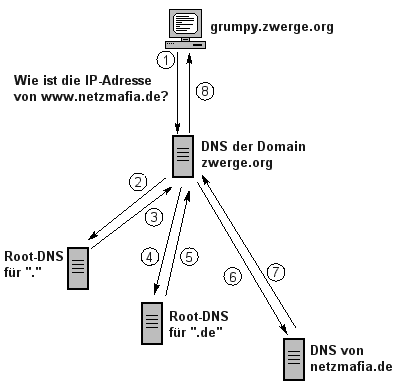 grumpy.zwerge.org
1
Wie ist die IP-Adresse
von www.netzmafia.de?
8
DNS der Domain
zwerge.org
2
3
Root-DNS
für "."
4
5
6
7
Root-DNS
für ".de"
DNS von
netzmafia.de